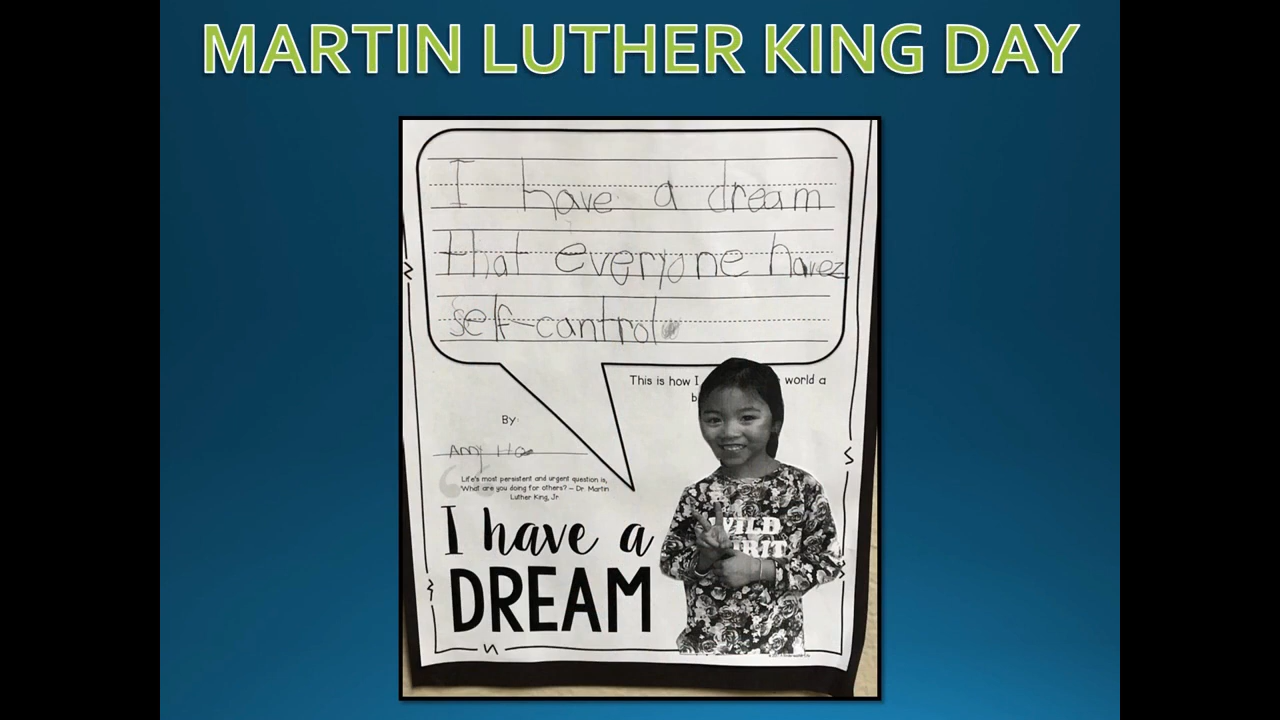 MARTIN LUTHER KING DAY
I have a dream
that everyone havez
self-cantrol.
This is how I world a
b
By:
Life's most persistent and urgent question is,
"What are you doing for others?" – Dr. Martin
Luther King, Jr.
I have a
DREAM
WILD